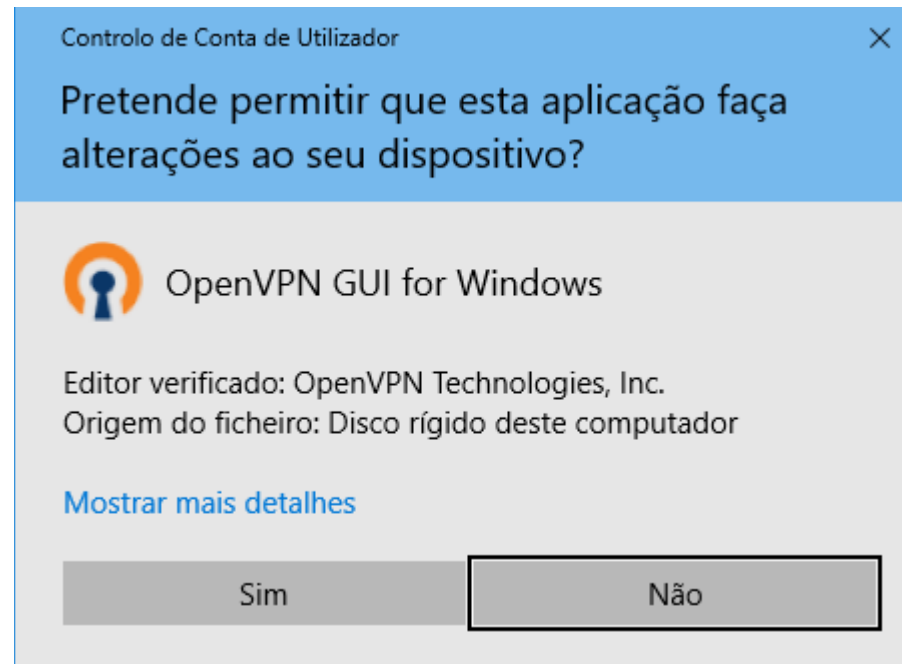 Controlo de Conta de Utilizador
Pretende permitir que esta aplicação faça
alterações ao seu dispositivo?
OpenVPN GUI for Windows
Editor verificado: OpenVPN Technologies, Inc.
Origem do ficheiro: Disco rígido deste computador
Mostrar mais detalhes
Sim
Não